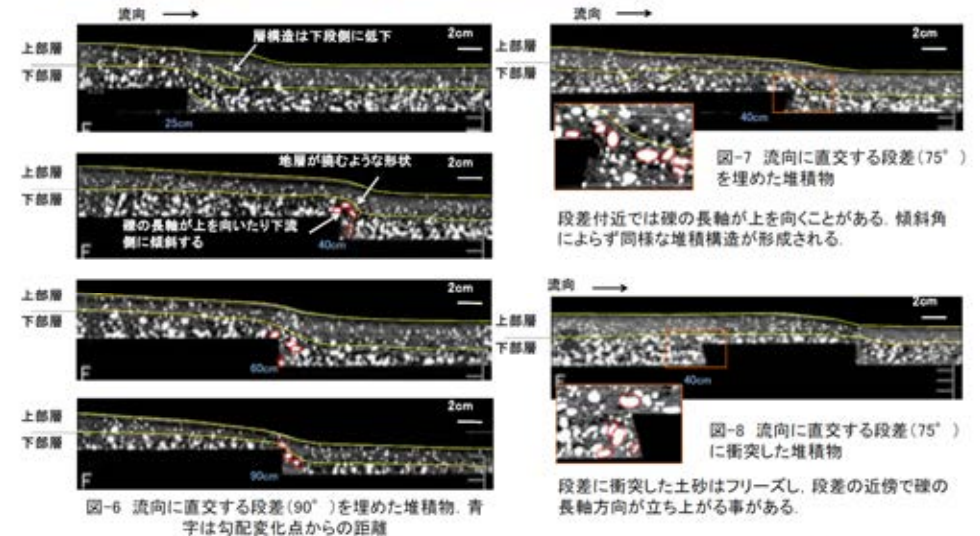 流向
層構造は下段側に低下
2cm
上部層
下部層
25cm
E
地層が撓むような形状
2cm
上部層
下部層
礫の長軸が上を向いたり下流
側に傾斜する
40cm
2cm
上部層
下部層
60cm
F
2cm
上部層
下部層
90cm
F
図-6 流向に直交する段差(90°)を埋めた堆積物. 青
字は勾配変化点からの距離
流向
2cm
上部層
下部層
40cm
図-7 流向に直交する段差(75°)
を埋めた堆積物
段差付近では礫の長軸が上を向くことがある. 傾斜角
によらず同様な堆積構造が形成される.
流向
2cm
上部層
下部層
40cm
図-8 流向に直交する段差(75°)
に衝突した堆積物
段差に衝突した土砂はフリーズし, 段差の近傍で礫の
長軸方向が立ち上がる事がある.